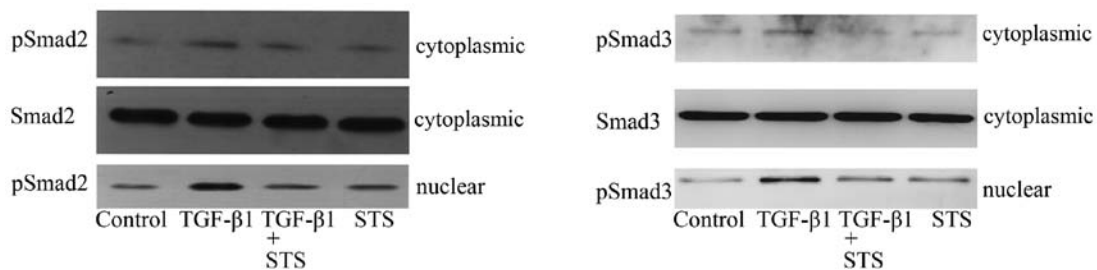 pSmad2 cytoplasmic
Smad2 cytoplasmic
pSmad2 nuclear
Control TGF-β1 TGF-β1 STS
+
STS
pSmad3 cytoplasmic
Smad3 cytoplasmic
pSmad3 nuclear
Control TGF-β1 TGF-β1 STS
+
STS